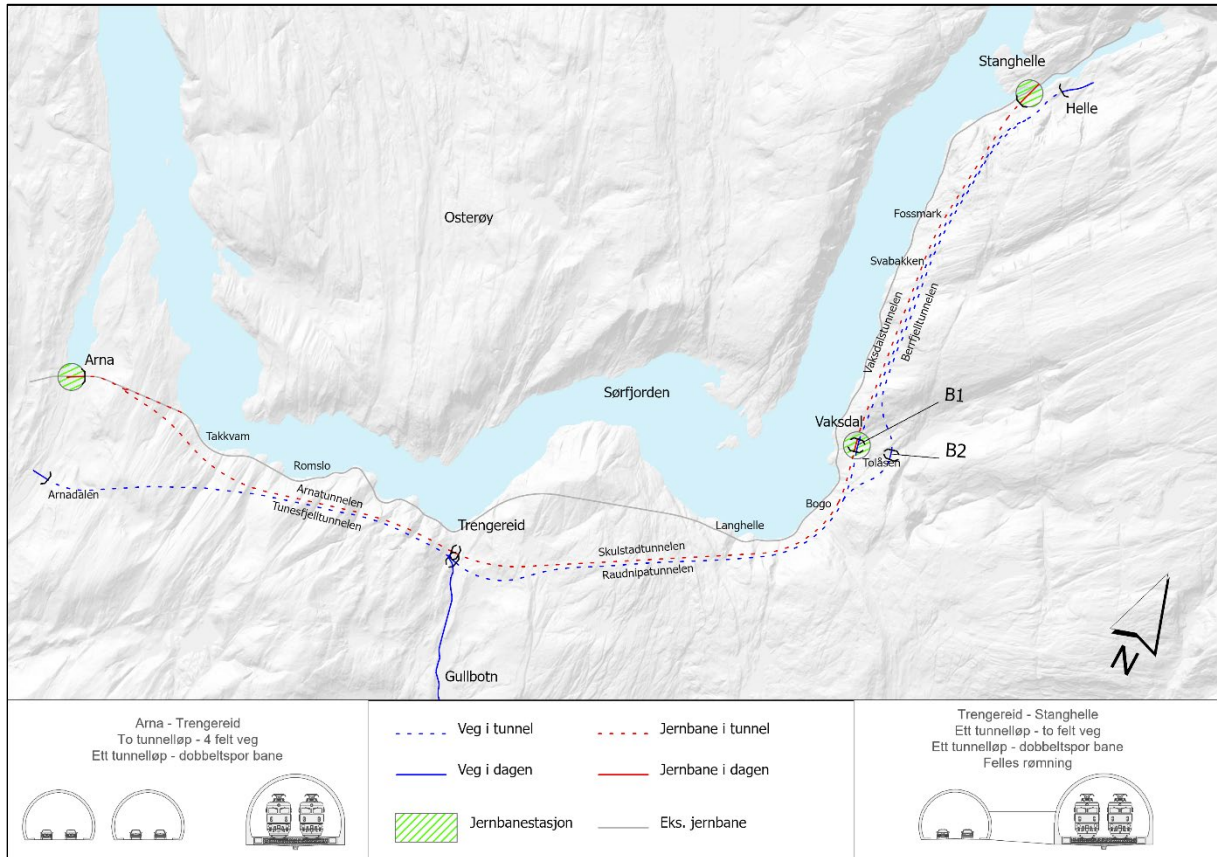 Stanghelle
Helle
Osterøy
Fossmark
Svabakken
Vaksdalstunnelen
Berrfjelltunnelen
Arna
Sørfjorden
B1
Vaksdal
B2
Tolåsen
Takkvam
Romslo
Arnadalen
Arnatunnelen
Tunesfjelltunnelen
Bogo
Trengereid
Langhelle
Skulstadtunnelen
Raudnipatunnelen
N
Gullbotn
Arna - Trengereid
To tunnelløp - 4 felt veg
Ett tunnelløp - dobbeltspor bane
Veg i tunnel
Jernbane i tunnel
Veg i dagen
Jernbane i dagen
Jernbanestasjon
Eks. jernbane
Trengereid - Stanghelle
Ett tunnelløp - to felt veg
Ett tunnelløp - dobbeltspor bane
Felles rømning